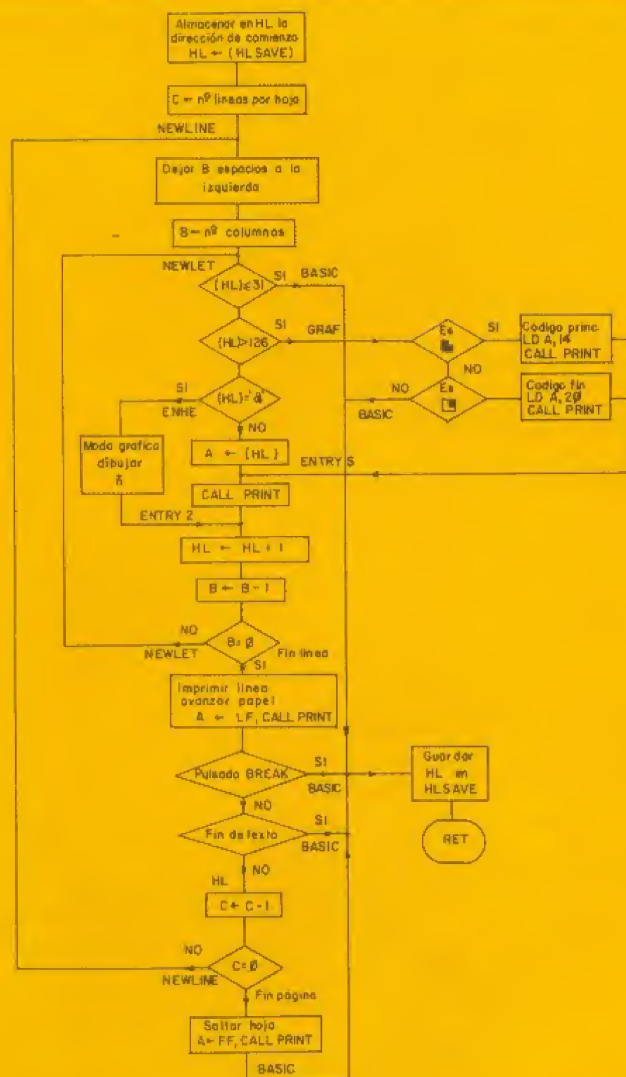 Almacenar en HL la
dirección de comienzo
HL ← (HLSAVE)
C ← nº lineas por hoja
NEWLINE
Dejar B espacios a la
izquierda
B ← nº columnas
NEWLET
(HL)≤31
SI
BASIC
(HL)>126
SI
GRAF
Es
SI
Código princ.
LD A,14
CALL PRINT
NO
Es
NO
BASIC
Codigo fin
LD A,20
CALL PRINT
SI
ENHE
NO
Modo grafico
dibujar
ñ
A ← (HL)
ENTRY 5
CALL PRINT
ENTRY 2
HL ← HL + 1
B ← B - 1
NO
NEWLET
B=Ø
Fin linea
SI
Imprimir linea
avanzar papel
A ← LF, CALL PRINT
Pulsado BREAK
SI
BASIC
Guardar
HL en
HLSAVE
RET
NO
Fin de texto
SI
BASIC
NO
HL
C ← C - 1
NO
NEWLINE
C=Ø
Fin página
Saltar hoja
A ← FF, CALL PRINT
BASIC